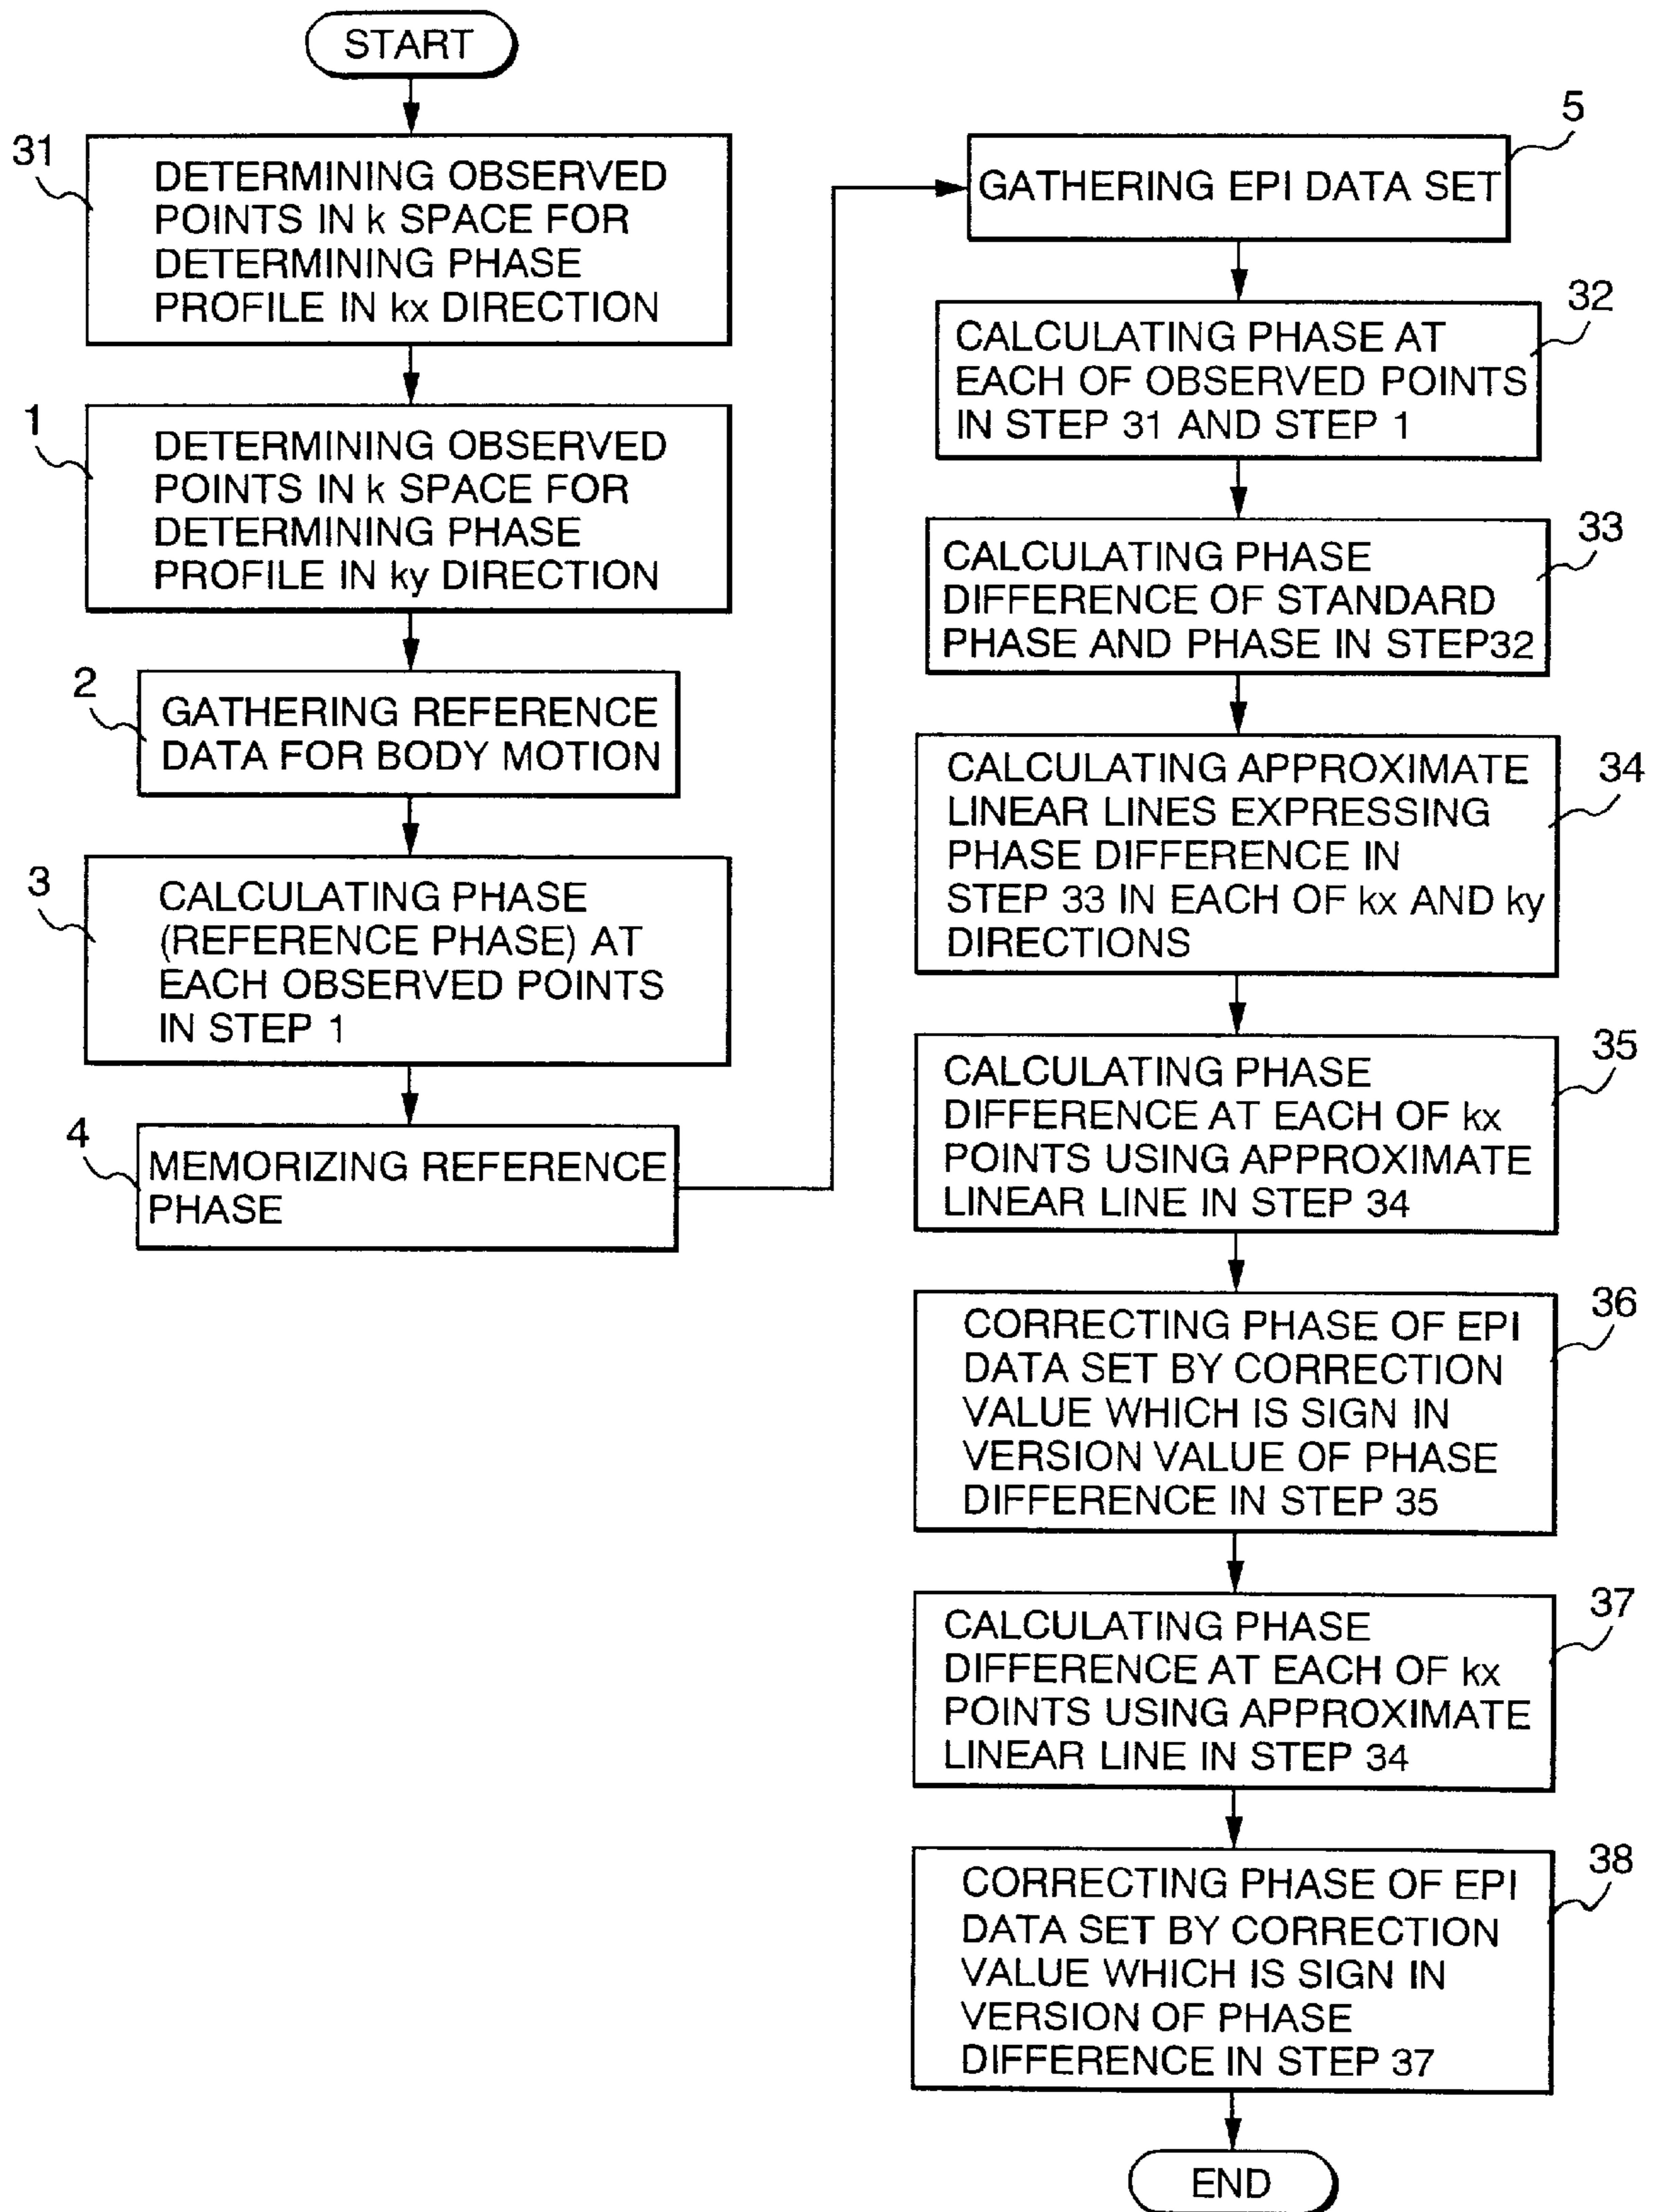 START
31
DETERMINING OBSERVED
POINTS IN k SPACE FOR
DETERMINING PHASE
PROFILE IN kx DIRECTION
1
DETERMINING OBSERVED
POINTS IN k SPACE FOR
DETERMINING PHASE
PROFILE IN ky DIRECTION
2
GATHERING REFERENCE
DATA FOR BODY MOTION
3
CALCULATING PHASE
(REFERENCE PHASE) AT
EACH OBSERVED POINTS
IN STEP 1
4
MEMORIZING REFERENCE
PHASE
5
GATHERING EPI DATA SET
32
CALCULATING PHASE AT
EACH OF OBSERVED POINTS
IN STEP 31 AND STEP 1
33
CALCULATING PHASE
DIFFERENCE OF STANDARD
PHASE AND PHASE IN STEP32
34
CALCULATING APPROXIMATE
LINEAR LINES EXPRESSING
PHASE DIFFERENCE IN
STEP 33 IN EACH OF kx AND ky
DIRECTIONS
35
CALCULATING PHASE
DIFFERENCE AT EACH OF kx
POINTS USING APPROXIMATE
LINEAR LINE IN STEP 34
36
CORRECTING PHASE OF EPI
DATA SET BY CORRECTION
VALUE WHICH IS SIGN IN
VERSION VALUE OF PHASE
DIFFERENCE IN STEP 35
37
CALCULATING PHASE
DIFFERENCE AT EACH OF kx
POINTS USING APPROXIMATE
LINEAR LINE IN STEP 34
38
CORRECTING PHASE OF EPI
DATA SET BY CORRECTION
VALUE WHICH IS SIGN IN
VERSION OF PHASE
DIFFERENCE IN STEP 37
END